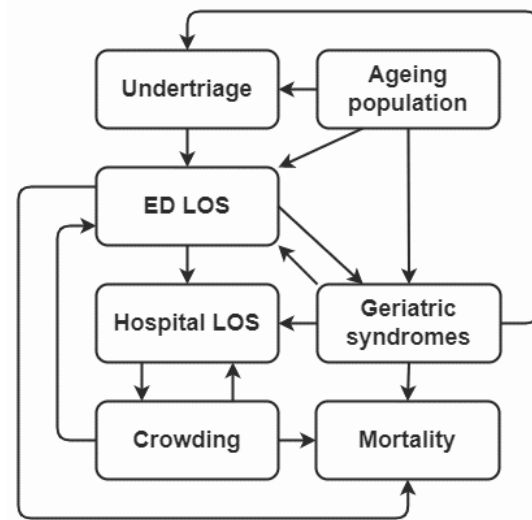 Undertriage
Ageing
population
ED LOS
Hospital LOS
Geriatric
syndromes
Crowding
Mortality